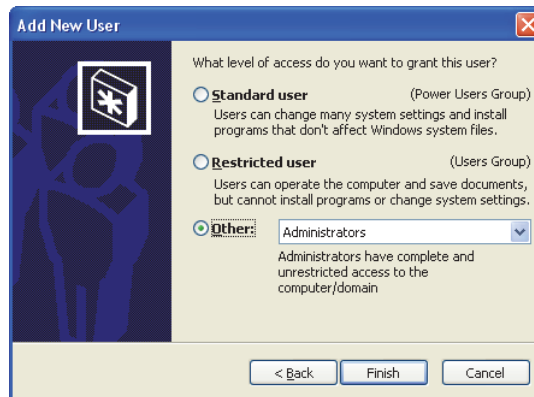 Add New User
What level of access do you want to grant this user?
Standard user (Power Users Group)
Users can change many system settings and install
programs that don't affect Windows system files.
Restricted user (Users Group)
Users can operate the computer and save documents,
but cannot install programs or change system settings.
Other: Administrators
Administrators have complete and
unrestricted access to the
computer/domain
< Back Finish Cancel